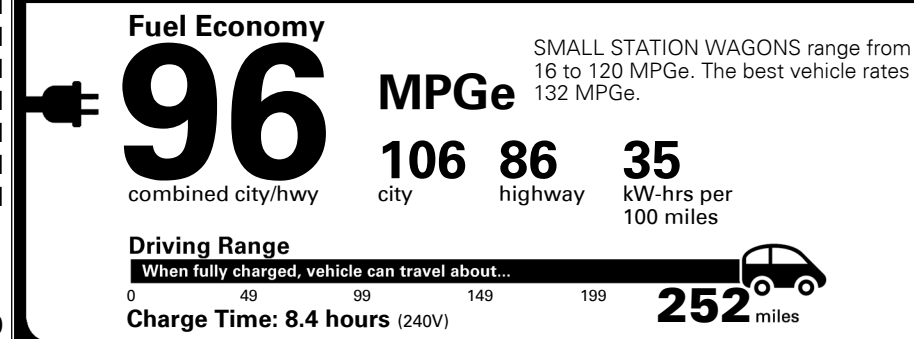 Fuel Economy
96
combined city/hwy
MPGe
SMALL STATION WAGONS range from
16 to 120 MPGe. The best vehicle rates
132 MPGe.
106 86 35
city highway kW-hrs per
100 miles
Driving Range
When fully charged, vehicle can travel about...
0 49 99 149 199
252 miles
Charge Time: 8.4 hours (240V)